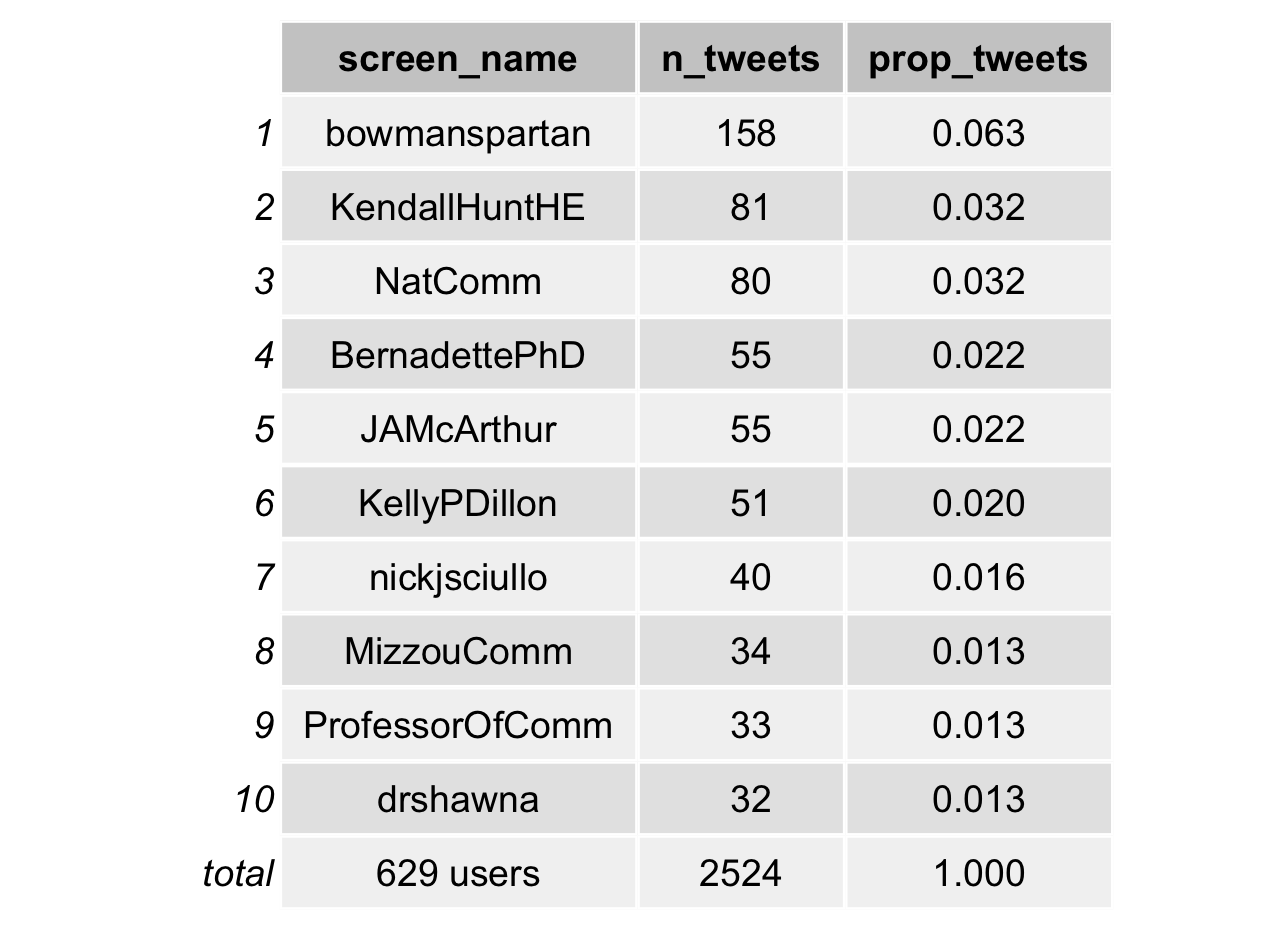 screen_name n_tweets prop_tweets
1 bowmanspartan 158 0.063
2 KendallHuntHE 81 0.032
3 NatComm 80 0.032
4 BernadettePhD 55 0.022
5 JAMcArthur 55 0.022
6 KellyPDillon 51 0.020
7 nickjsciullo 40 0.016
8 MizzouComm 34 0.013
9 ProfessorOfComm 33 0.013
10 drshawna 32 0.013
total 629 users 2524 1.000